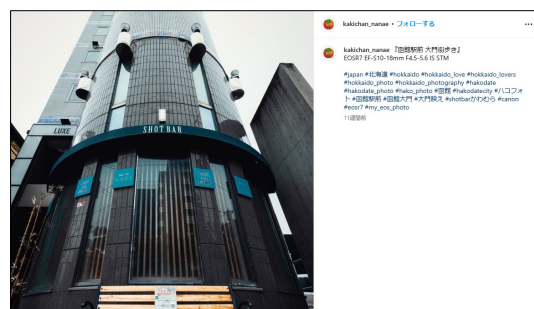 LUXE
SHOT BAR
kakichan_nanae • フォローする
kakichan_nanae 『函館駅前 大門街歩き』
EOSR7 EF-S10-18mm F4.5-5.6 IS STM
#japan #北海道 #hokkaido #hokkaido_love #hokkaido_lovers
#hokkaido_photo #hokkaido_photography #hakodate
#hakodate_photo #hako_photo #函館 #hakodatecity #ハコフォ
ト #函館駅前 #函館大門 #大門映え #shotbarかわむら #canon
#eosr7 #my_eos_photo
11週間前